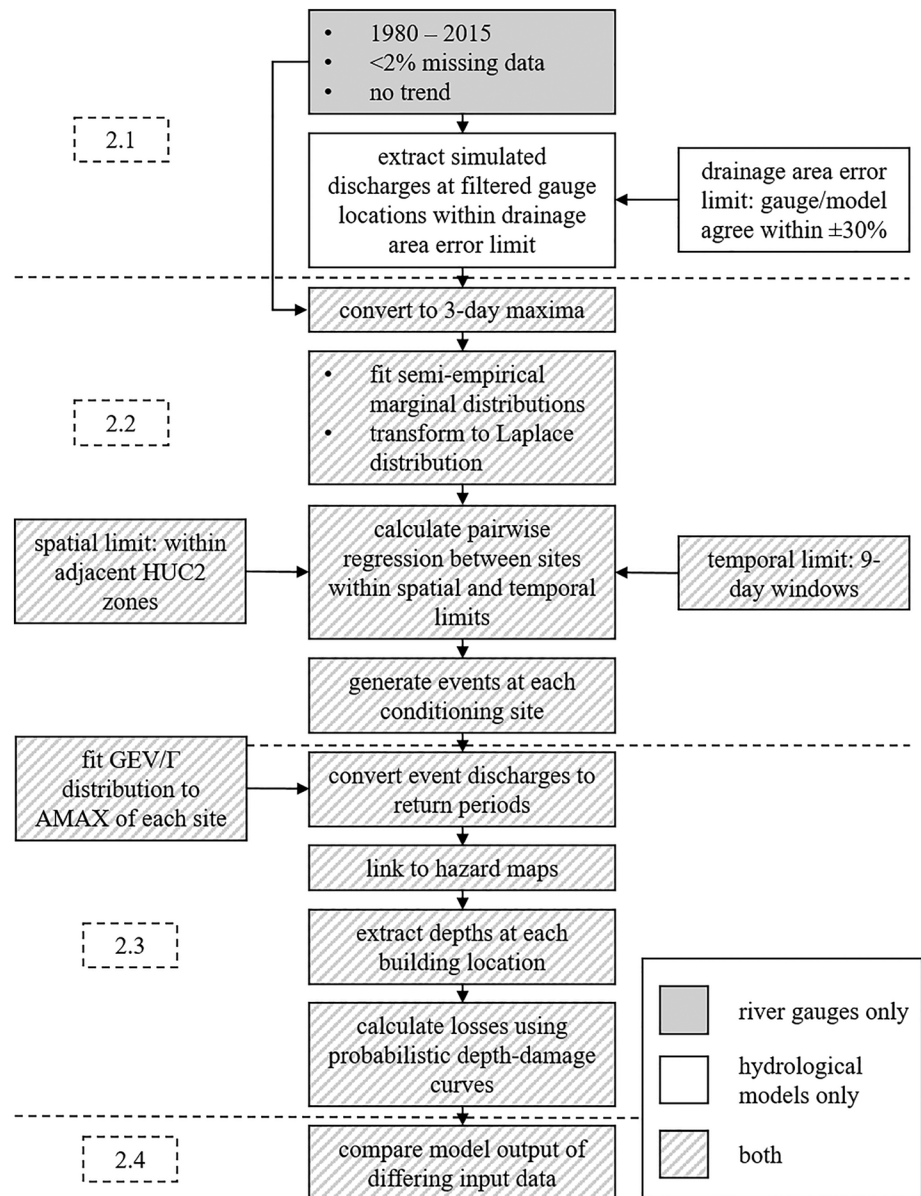 • 1980 – 2015
• <2% missing data
• no trend
2.1
extract simulated
discharges at filtered gauge
locations within drainage
area error limit
drainage area error
limit: gauge/model
agree within ±30%
convert to 3-day maxima
2.2
• fit semi-empirical
marginal distributions
• transform to Laplace
distribution
spatial limit: within
adjacent HUC2
zones
calculate pairwise
regression between sites
within spatial and temporal
limits
temporal limit: 9-
day windows
generate events at each
conditioning site
fit GEV/Γ
distribution to
AMAX of each site
convert event discharges to
return periods
link to hazard maps
2.3
extract depths at each
building location
calculate losses using
probabilistic depth-damage
curves
2.4
compare model output of
differing input data
river gauges only
hydrological
models only
both